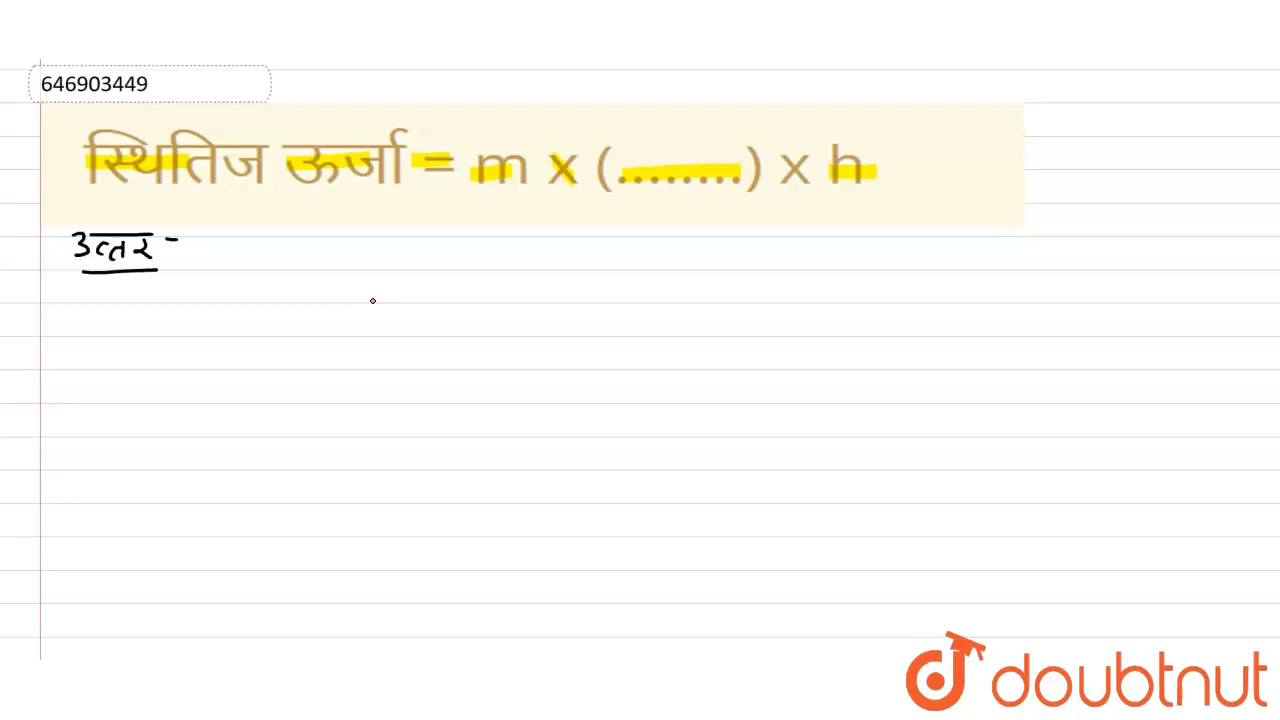 646903449
स्थितिज ऊर्जा = m x (........) x h
उत्तर -
doubtnut